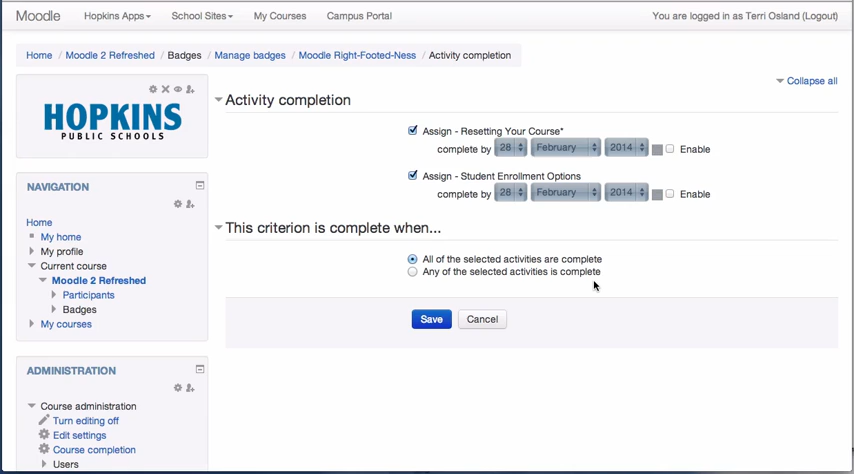 Moodle Hopkins Apps School Sites My Courses Campus Portal You are logged in as Terri Osland (Logout)
Home / Moodle 2 Refreshed / Badges / Manage badges / Moodle Right-Footed-Ness / Activity completion
Collapse all
HOPKINS
PUBLIC SCHOOLS
NAVIGATION
Home
My home
My profile
Current course
Moodle 2 Refreshed
Participants
Badges
My courses
ADMINISTRATION
Course administration
Turn editing off
Edit settings
Course completion
Users
Activity completion
Assign - Resetting Your Course*
complete by 28 February 2014 Enable
Assign - Student Enrollment Options
complete by 28 February 2014 Enable
This criterion is complete when...
All of the selected activities are complete
Any of the selected activities is complete
Save Cancel